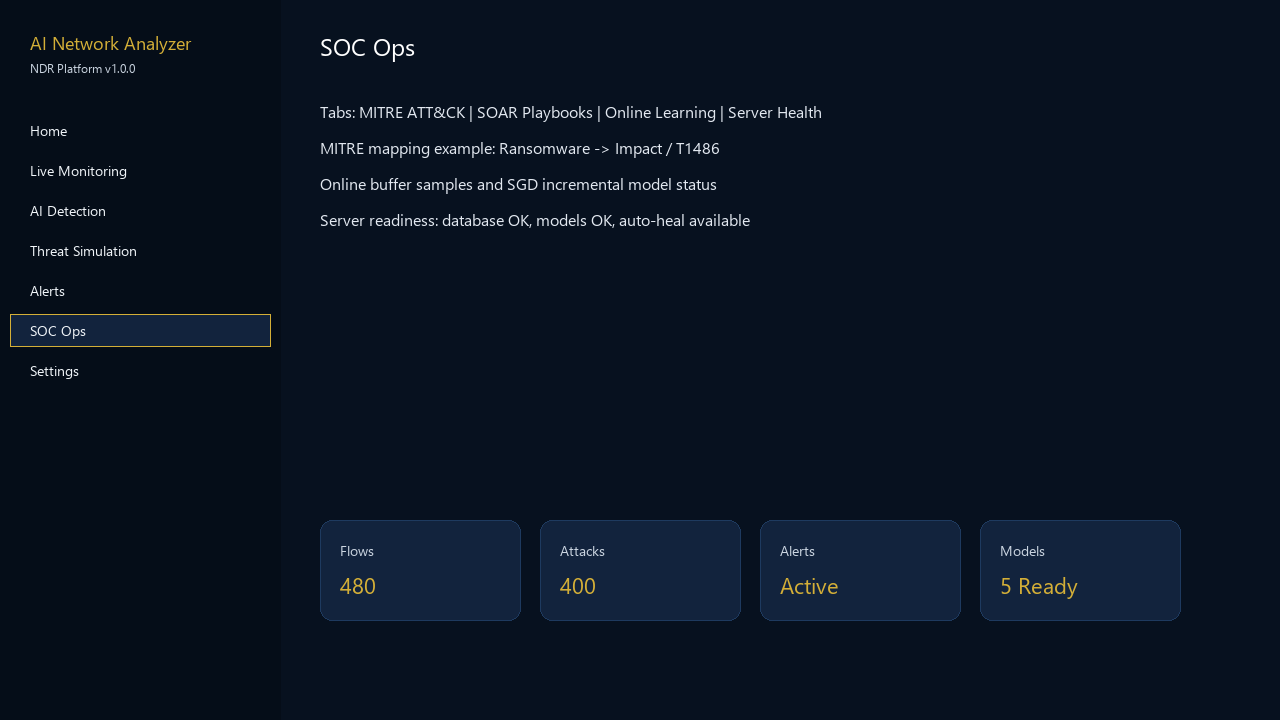 AI Network Analyzer
NDR Platform v1.0.0
Home
Live Monitoring
AI Detection
Threat Simulation
Alerts
SOC Ops
Settings
SOC Ops
Tabs: MITRE ATT&CK | SOAR Playbooks | Online Learning | Server Health
MITRE mapping example: Ransomware -> Impact / T1486
Online buffer samples and SGD incremental model status
Server readiness: database OK, models OK, auto-heal available
Flows
480
Attacks
400
Alerts
Active
Models
5 Ready